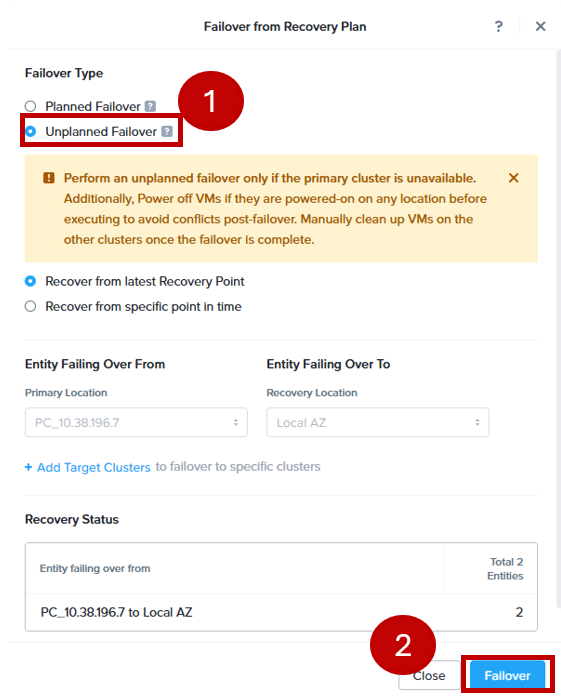 Failover from Recovery Plan
?
Failover Type
1
Planned Failover ?
Unplanned Failover ?
Perform an unplanned failover only if the primary cluster is unavailable.
Additionally, Power off VMs if they are powered-on on any location before
executing to avoid conflicts post-failover. Manually clean up VMs on the
other clusters once the failover is complete.
Recover from latest Recovery Point
Recover from specific point in time
Entity Failing Over From Entity Failing Over To
Primary Location Recovery Location
PC_10.38.196.7 Local AZ
+ Add Target Clusters to failover to specific clusters
Recovery Status
Entity failing over from Total 2
Entities
PC_10.38.196.7 to Local AZ 2
2
Close Failover